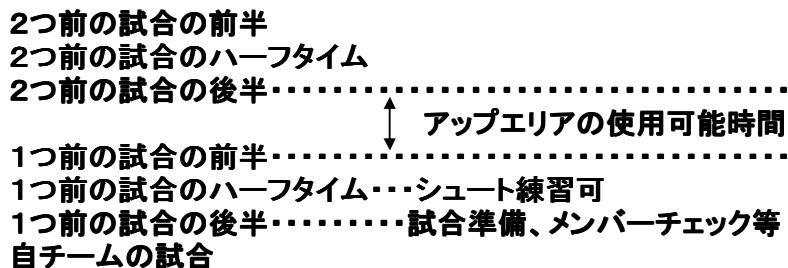 2つ前の試合の前半
2つ前の試合のハーフタイム
2つ前の試合の後半・・・・・・・・・・・・・・・・・・・・・・・・・・・・・・・・・・
アップエリアの使用可能時間
1つ前の試合の前半・・・・・・・・・・・・・・・・・・・・・・・・・・・・・・・・・・
1つ前の試合のハーフタイム・・・シュート練習可
1つ前の試合の後半・・・・・・・・・試合準備、メンバーチェック等
自チームの試合